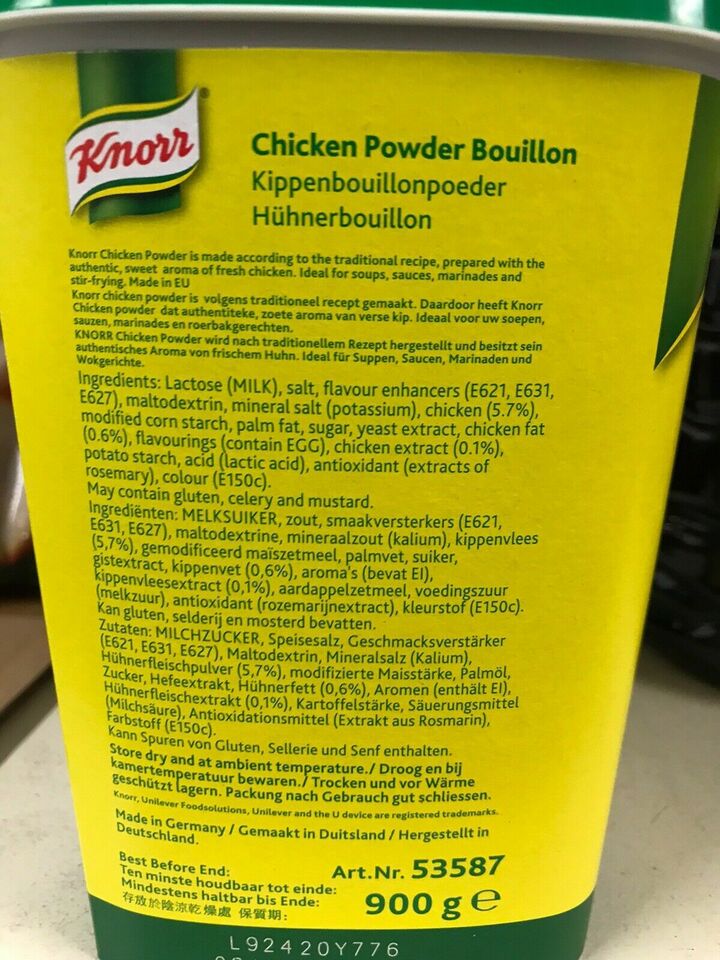 Knorr®
Chicken Powder Bouillon
Kippenbouillonpoeder
Hühnerbouillon
Knorr Chicken Powder is made according to the traditional recipe, prepared with the
authentic, sweet aroma of fresh chicken. Ideal for soups, sauces, marinades and
stir-frying. Made in EU
Knorr chicken powder is volgens traditioneel recept gemaakt. Daardoor heeft Knorr
Chicken powder dat authentiteke, zoete aroma van verse kip. Ideaal voor uw soepen,
sauzen, marinades en roerbakgerechten.
KNORR Chicken Powder wird nach traditionellem Rezept hergestellt und besitzt sein
authentisches Aroma von frischem Huhn. Ideal für Suppen, Saucen, Marinaden und
Wokgerichte.
Ingredients: Lactose (MILK), salt, flavour enhancers (E621, E631,
E627), maltodextrin, mineral salt (potassium), chicken (5.7%),
modified corn starch, palm fat, sugar, yeast extract, chicken fat
(0.6%), flavourings (contain EGG), chicken extract (0.1%),
potato starch, acid (lactic acid), antioxidant (extracts of
rosemary), colour (E150c).
May contain gluten, celery and mustard.
Ingrediënten: MELKSUIKER, zout, smaakversterkers (E621,
E631, E627), maltodextrine, mineraalzout (kalium), kippenvlees
(5,7%), gemodificeerd maïszetmeel, palmvet, suiker,
gistextract, kippenvet (0,6%), aroma's (bevat EI),
kippenvleesextract (0,1%), aardappelzetmeel, voedingszuur
(melkzuur), antioxidant (rozemarijnextract), kleurstof (E150c).
Kan gluten, selderij en mosterd bevatten.
Zutaten: MILCHZUCKER, Speisesalz, Geschmacksverstärker
(E621, E631, E627), Maltodextrin, Mineralsalz (Kalium),
Hühnerfleischpulver (5,7%), modifizierte Maisstärke, Palmöl,
Zucker, Hefeextrakt, Hühnerfett (0,6%), Aromen (enthält EI),
Hühnerfleischextrakt (0,1%), Kartoffelstärke, Säuerungsmittel
(Milchsäure), Antioxidationsmittel (Extrakt aus Rosmarin),
Farbstoff (E150c).
Kann Spuren von Gluten, Sellerie und Senf enthalten.
Store dry and at ambient temperature./ Droog en bij
kamertemperatuur bewaren./ Trocken und vor Wärme
geschützt lagern. Packung nach Gebrauch gut schliessen.
Knorr, Unilever Foodsolutions, Unilever and the U device are registered trademarks.
Made in Germany / Gemaakt in Duitsland / Hergestellt in
Deutschland.
Best Before End:
Ten minste houdbaar tot einde:
Mindestens haltbar bis Ende:
存放於陰涼乾燥處 保質期:
Art.Nr. 53587
900 g ℮
L92420Y776